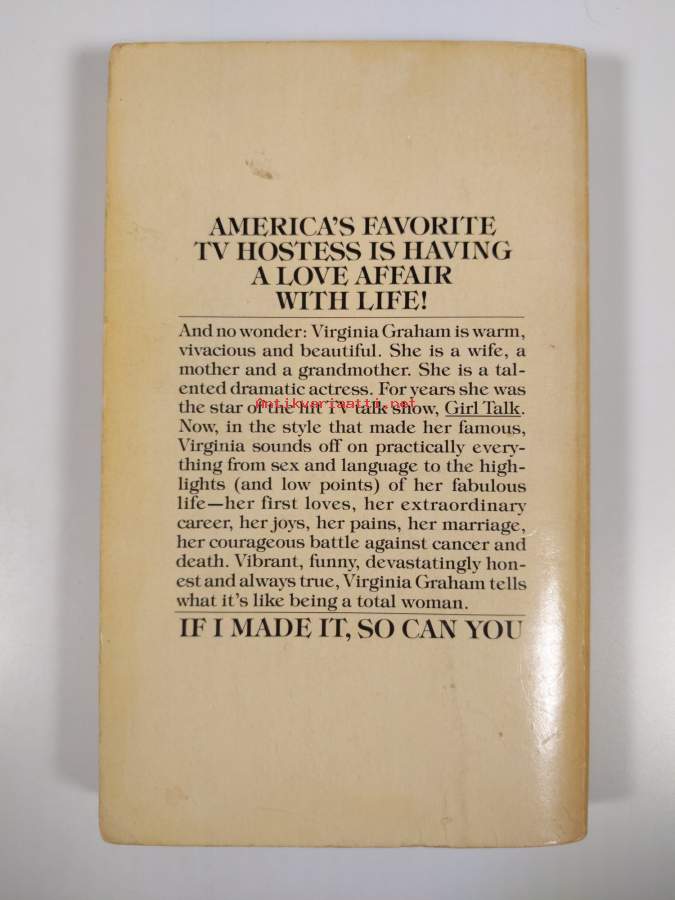 AMERICA'S FAVORITE
TV HOSTESS IS HAVING
A LOVE AFFAIR
WITH LIFE!
And no wonder: Virginia Graham is warm,
vivacious and beautiful. She is a wife, a
mother and a grandmother. She is a tal-
ented dramatic actress. For years she was
the star of the hit TV talk show, Girl Talk.
Antikvariaatti.net
Now, in the style that made her famous,
Virginia sounds off on practically every-
thing from sex and language to the high-
lights (and low points) of her fabulous
life—her first loves, her extraordinary
career, her joys, her pains, her marriage,
her courageous battle against cancer and
death. Vibrant, funny, devastatingly hon-
est and always true, Virginia Graham tells
what it's like being a total woman.
IF I MADE IT, SO CAN YOU